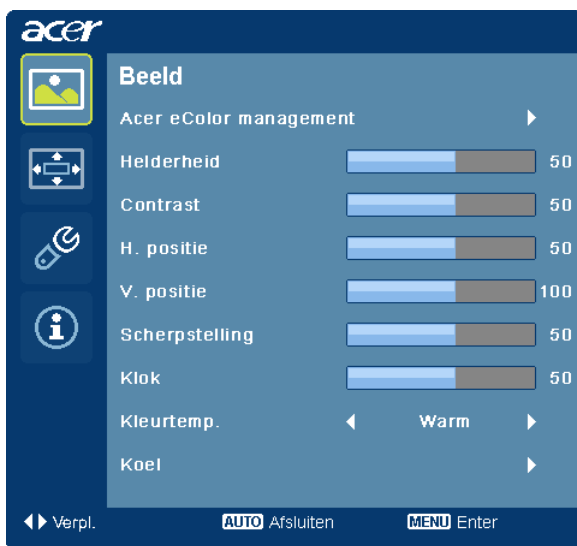 acer
Beeld
Acer eColor management
Helderheid 50
Contrast 50
H. positie 50
V. positie 100
Scherpstelling 50
Klok 50
Kleurtemp. Warm
Koel
Verpl. AUTO Afsluiten MENU Enter